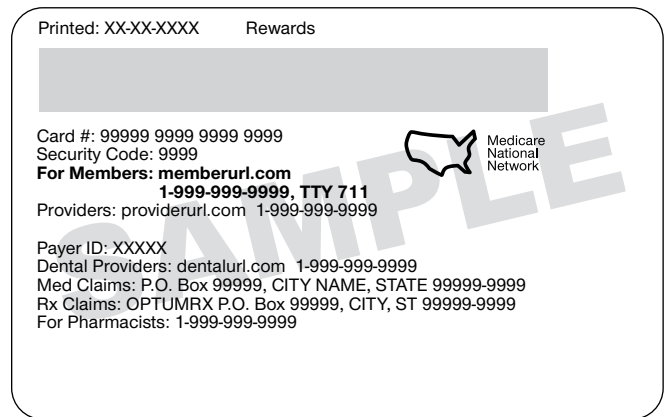 Printed: XX-XX-XXXX Rewards
Card #: 99999 9999 9999 9999
Security Code: 9999
For Members: memberurl.com
1-999-999-9999, TTY 711
Providers: providerurl.com 1-999-999-9999
Medicare
National
Network
Payer ID: XXXXX
Dental Providers: dentalurl.com 1-999-999-9999
Med Claims: P.O. Box 99999, CITY NAME, STATE 99999-9999
Rx Claims: OPTUMRX P.O. Box 99999, CITY, ST 99999-9999
For Pharmacists: 1-999-999-9999
SAMPLE